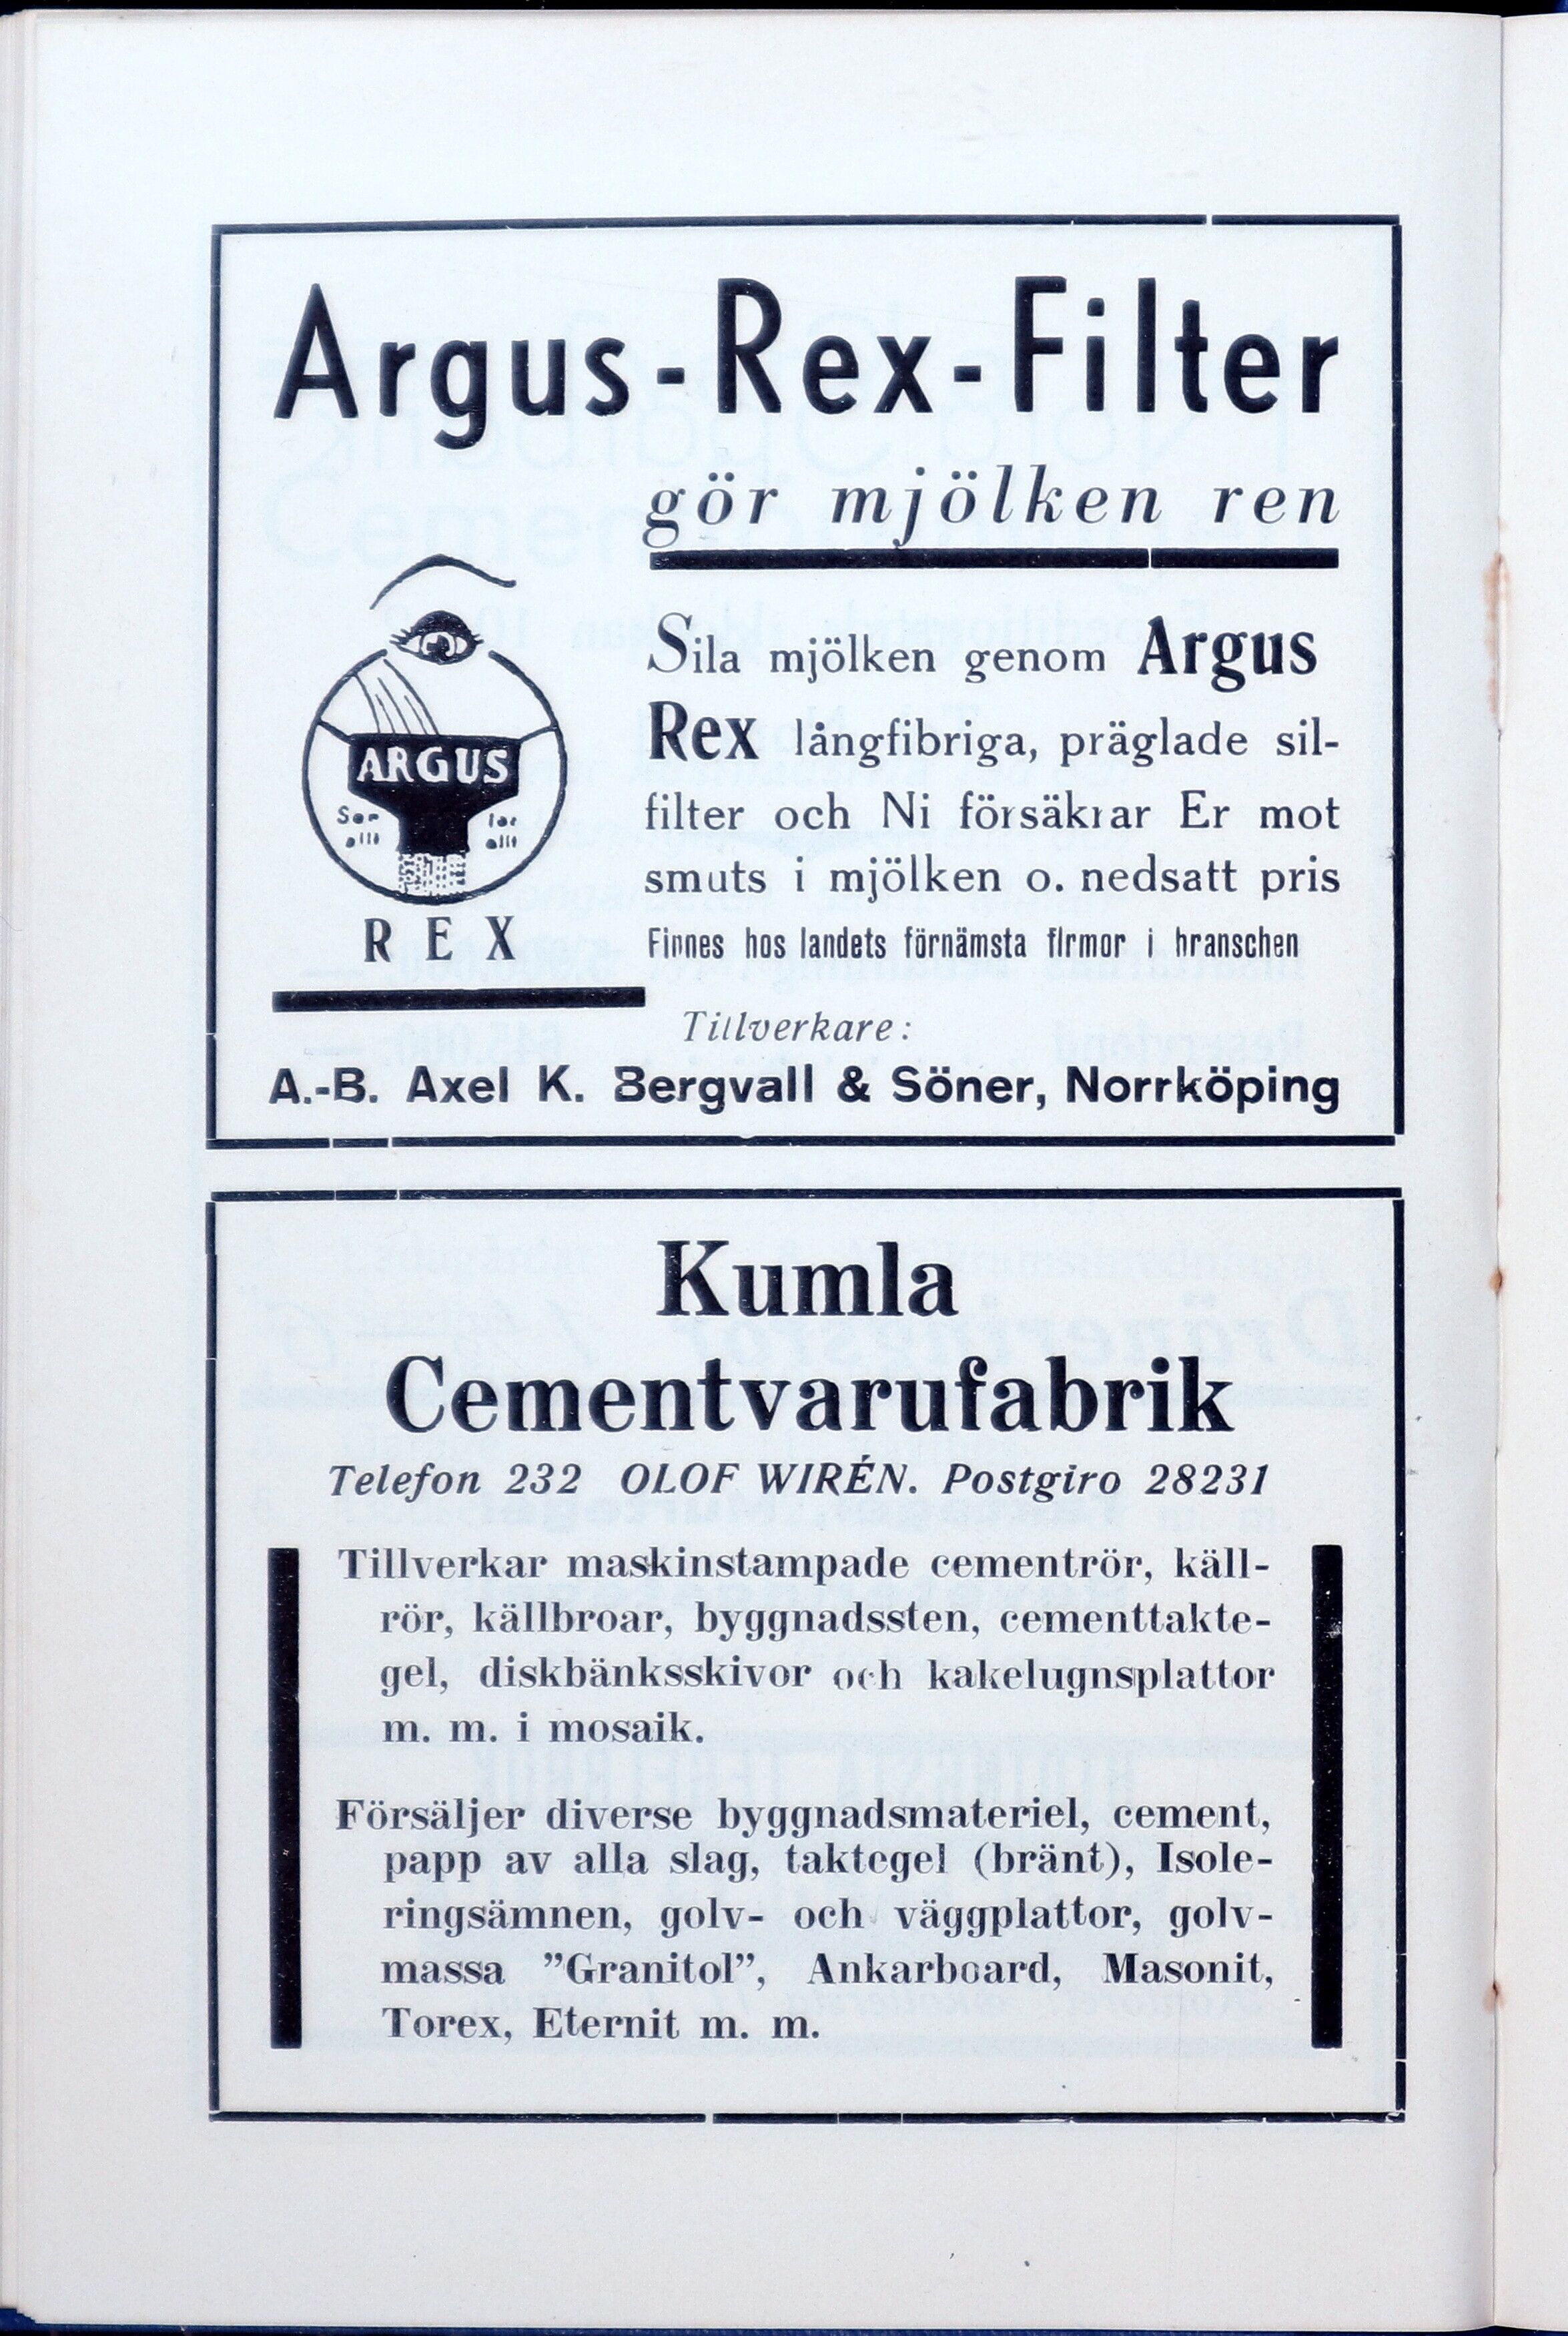 Argus-Rex-Filter
gör mjölken ren
ARGUS
Ser
allt
tar
allt
REX
Sila mjölken genom Argus
Rex långfibriga, präglade sil-
filter och Ni försäkrar Er mot
smuts i mjölken o. nedsatt pris
Finnes hos landets förnämsta firmor i branschen
Tillverkare:
A.-B. Axel K. Bergvall & Söner, Norrköping
Kumla
Cementvarufabrik
Telefon 232 OLOF WIRÉN. Postgiro 28231
Tillverkar maskinstampade cementrör, käll-
rör, källbroar, byggnadssten, cementtakte-
gel, diskbänksskivor och kakelugnsplattor
m. m. i mosaik.
Försäljer diverse byggnadsmateriel, cement,
papp av alla slag, taktegel (bränt), Isole-
ringsämnen, golv- och väggplattor, golv-
massa ”Granitol”, Ankarboard, Masonit,
Torex, Eternit m. m.